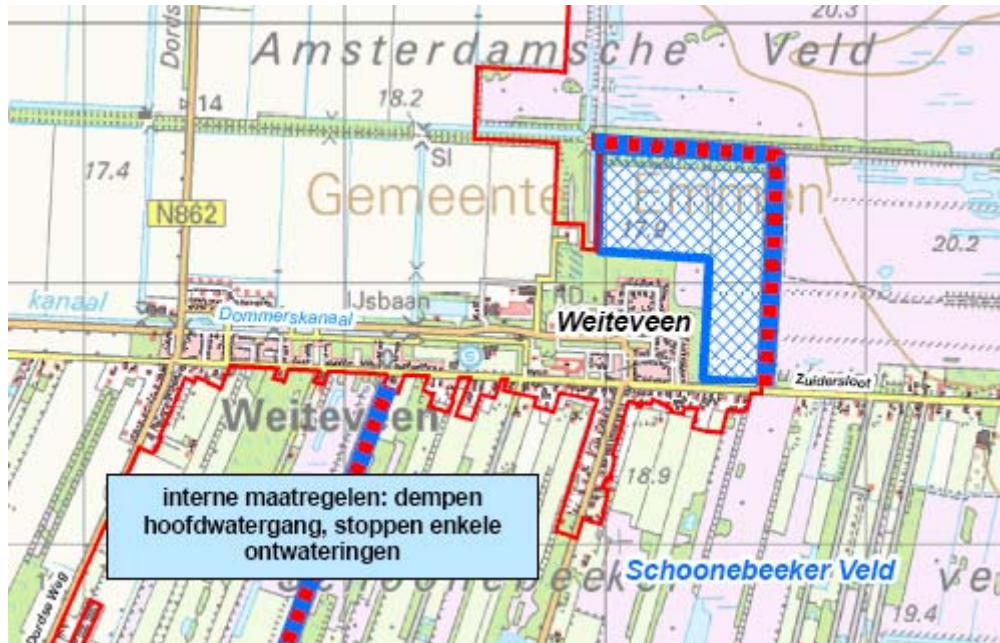 20.3
Amsterdamsche Veld
Dords
18.2
14
SI
17.4
Gemeente Emmen
N862
17.9
20.2
kanaal
IJsbaan
RD
Dommerskanaal
Weiteveen
S
Zuidersloot
Weiteveen
18.9
interne maatregelen: dempen
hoofdwatergang, stoppen enkele
ontwateringen
Schoonebeeker Veld
Dordse Weg
19.4